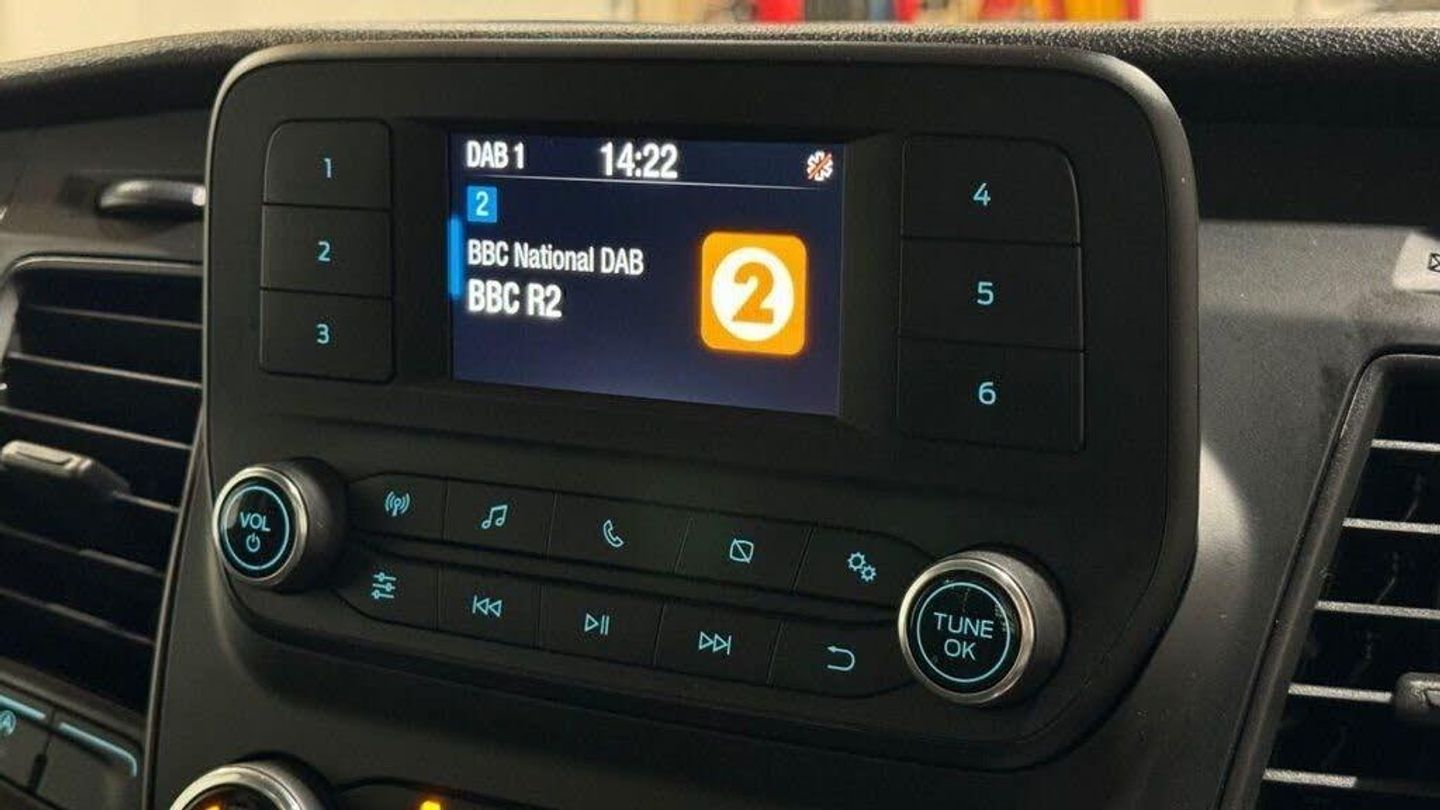 DAB 1 14:22
2
BBC National DAB
BBC R2
2
1
2
3
4
5
6
VOL
TUNE
OK
A